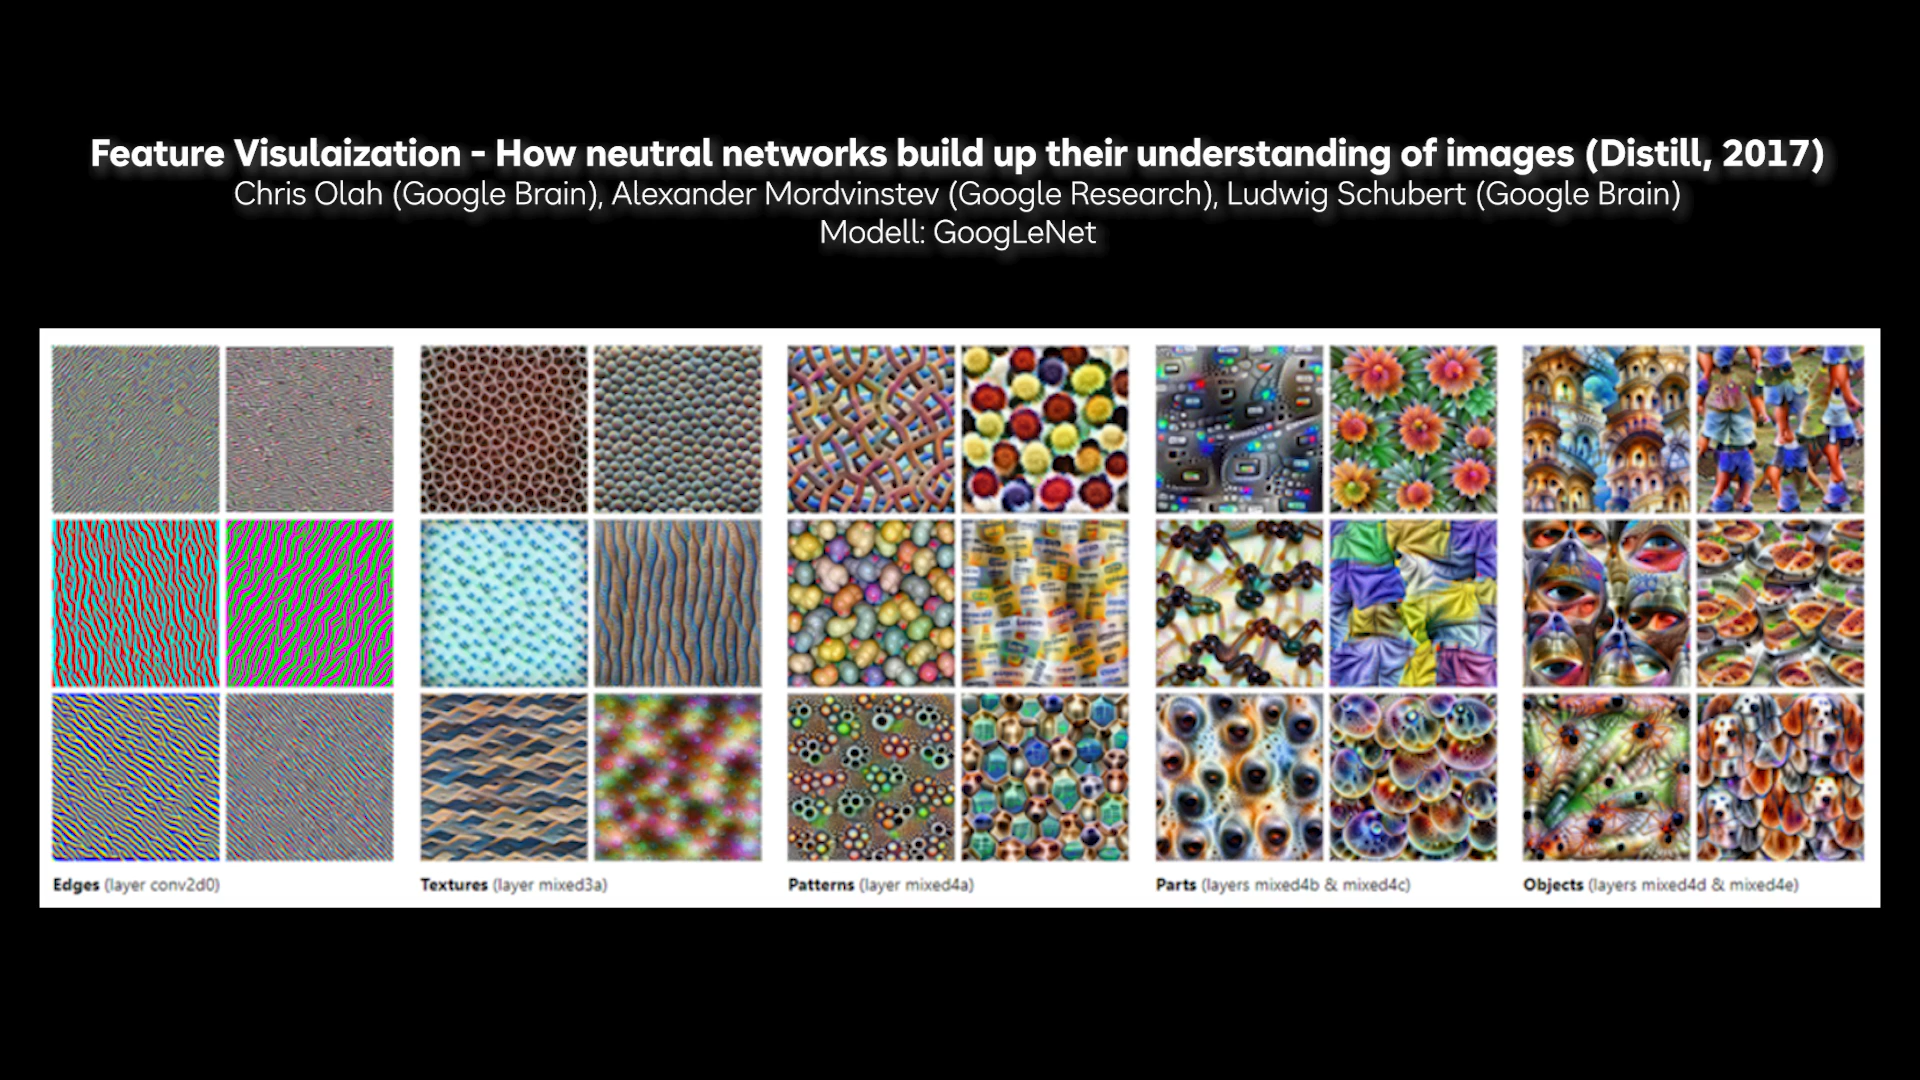 Feature Visulaization - How neutral networks build up their understanding of images (Distill, 2017)
Chris Olah (Google Brain), Alexander Mordvinstev (Google Research), Ludwig Schubert (Google Brain)
Modell: GoogLeNet
Edges (layer conv2d0)
Textures (layer mixed3a)
Patterns (layer mixed4a)
Parts (layers mixed4b & mixed4c)
Objects (layers mixed4d & mixed4e)